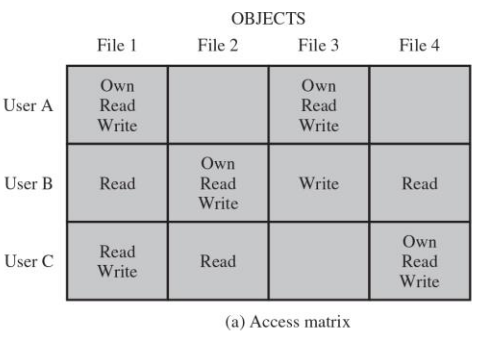 OBJECTS
File 1 File 2 File 3 File 4
User A
Own
Read
Write
Own
Read
Write
User B
Read
Own
Read
Write
Write
Read
User C
Read
Write
Read
Own
Read
Write
(a) Access matrix